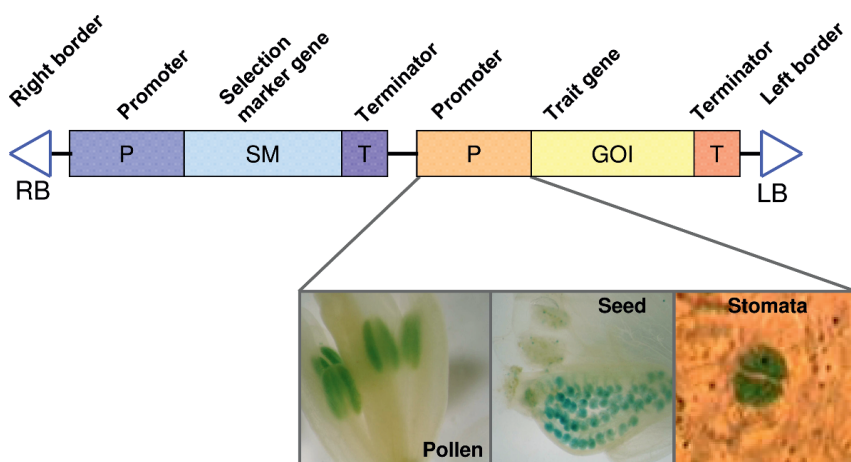 Right border
Promoter
Selection
marker gene
Terminator
Promoter
Trait gene
Terminator
Left border
P
SM
T
P
GOI
T
RB
LB
Pollen
Seed
Stomata